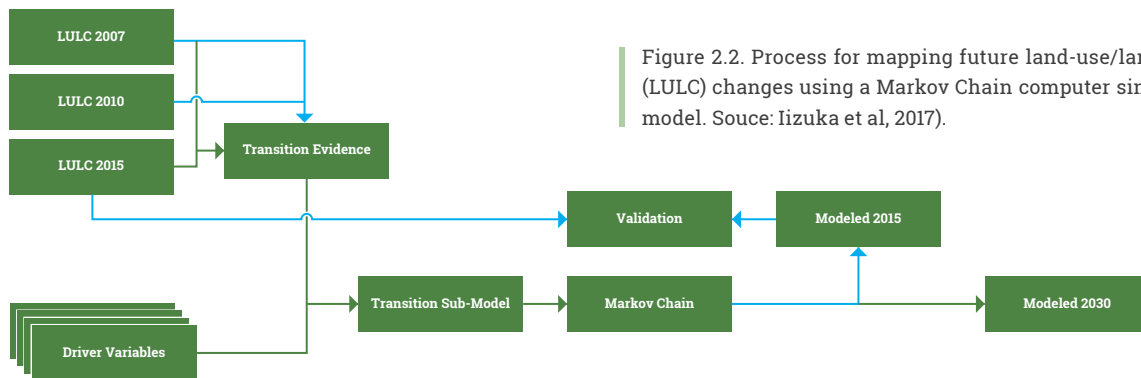 LULC 2007
Figure 2.2. Process for mapping future land-use/lan
(LULC) changes using a Markov Chain computer sin
model. Souce: Iizuka et al, 2017).
LULC 2010
Transition Evidence
LULC 2015
Validation
Modeled 2015
Transition Sub-Model
Markov Chain
Modeled 2030
Driver Variables